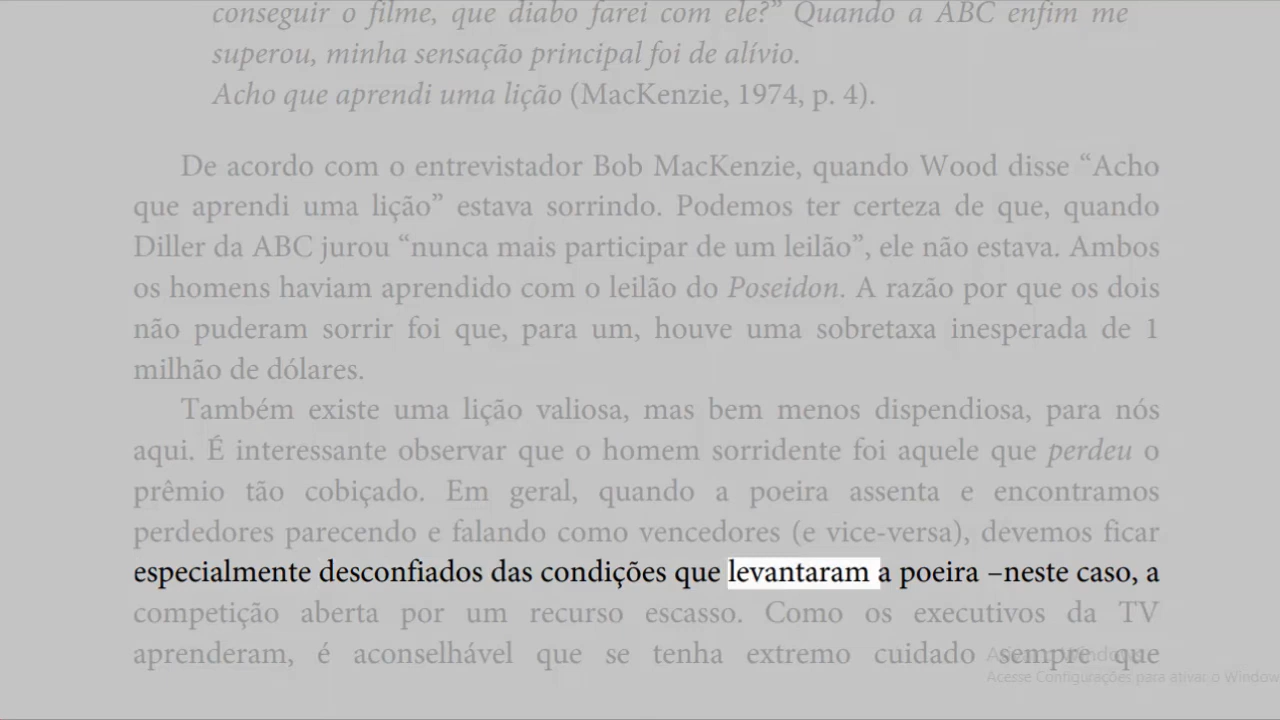 conseguir o filme, que diabo farei com ele?” Quando a ABC enfim me
superou, minha sensação principal foi de alívio.
Acho que aprendi uma lição (MacKenzie, 1974, p. 4).
De acordo com o entrevistador Bob MacKenzie, quando Wood disse “Acho
que aprendi uma lição” estava sorrindo. Podemos ter certeza de que, quando
Diller da ABC jurou “nunca mais participar de um leilão”, ele não estava. Ambos
os homens haviam aprendido com o leilão do Poseidon. A razão por que os dois
não puderam sorrir foi que, para um, houve uma sobretaxa inesperada de 1
milhão de dólares.
Também existe uma lição valiosa, mas bem menos dispendiosa, para nós
aqui. É interessante observar que o homem sorridente foi aquele que perdeu o
prêmio tão cobiçado. Em geral, quando a poeira assenta e encontramos
perdedores parecendo e falando como vencedores (e vice-versa), devemos ficar
especialmente desconfiados das condições que levantaram a poeira –neste caso, a
competição aberta por um recurso escasso. Como os executivos da TV
aprenderam, é aconselhável que se tenha extremo cuidado sempre que
Acesse Configurações para ativar o Window